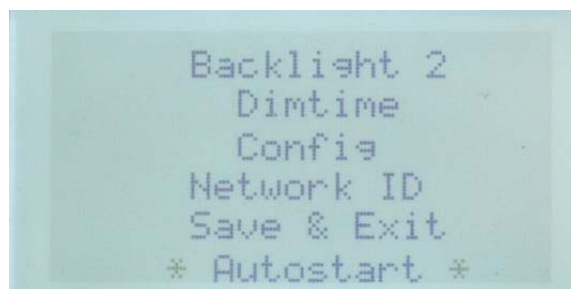 Backlight 2
Dimtime
Config
Network ID
Save & Exit
* Autostart *